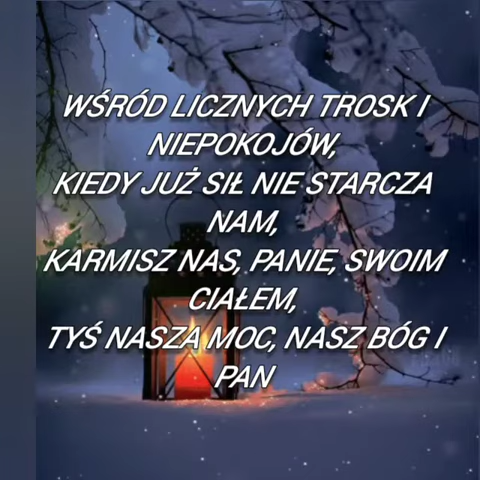 WŚRÓD LICZNYCH TROSK I
NIEPOKOJÓW,
KIEDY JUŻ SIŁ NIE STARCZA
NAM,
KARMISZ NAS, PANIE, SWOIM
CIAŁEM,
TYŚ NASZA MOC, NASZ BÓG I
PAN